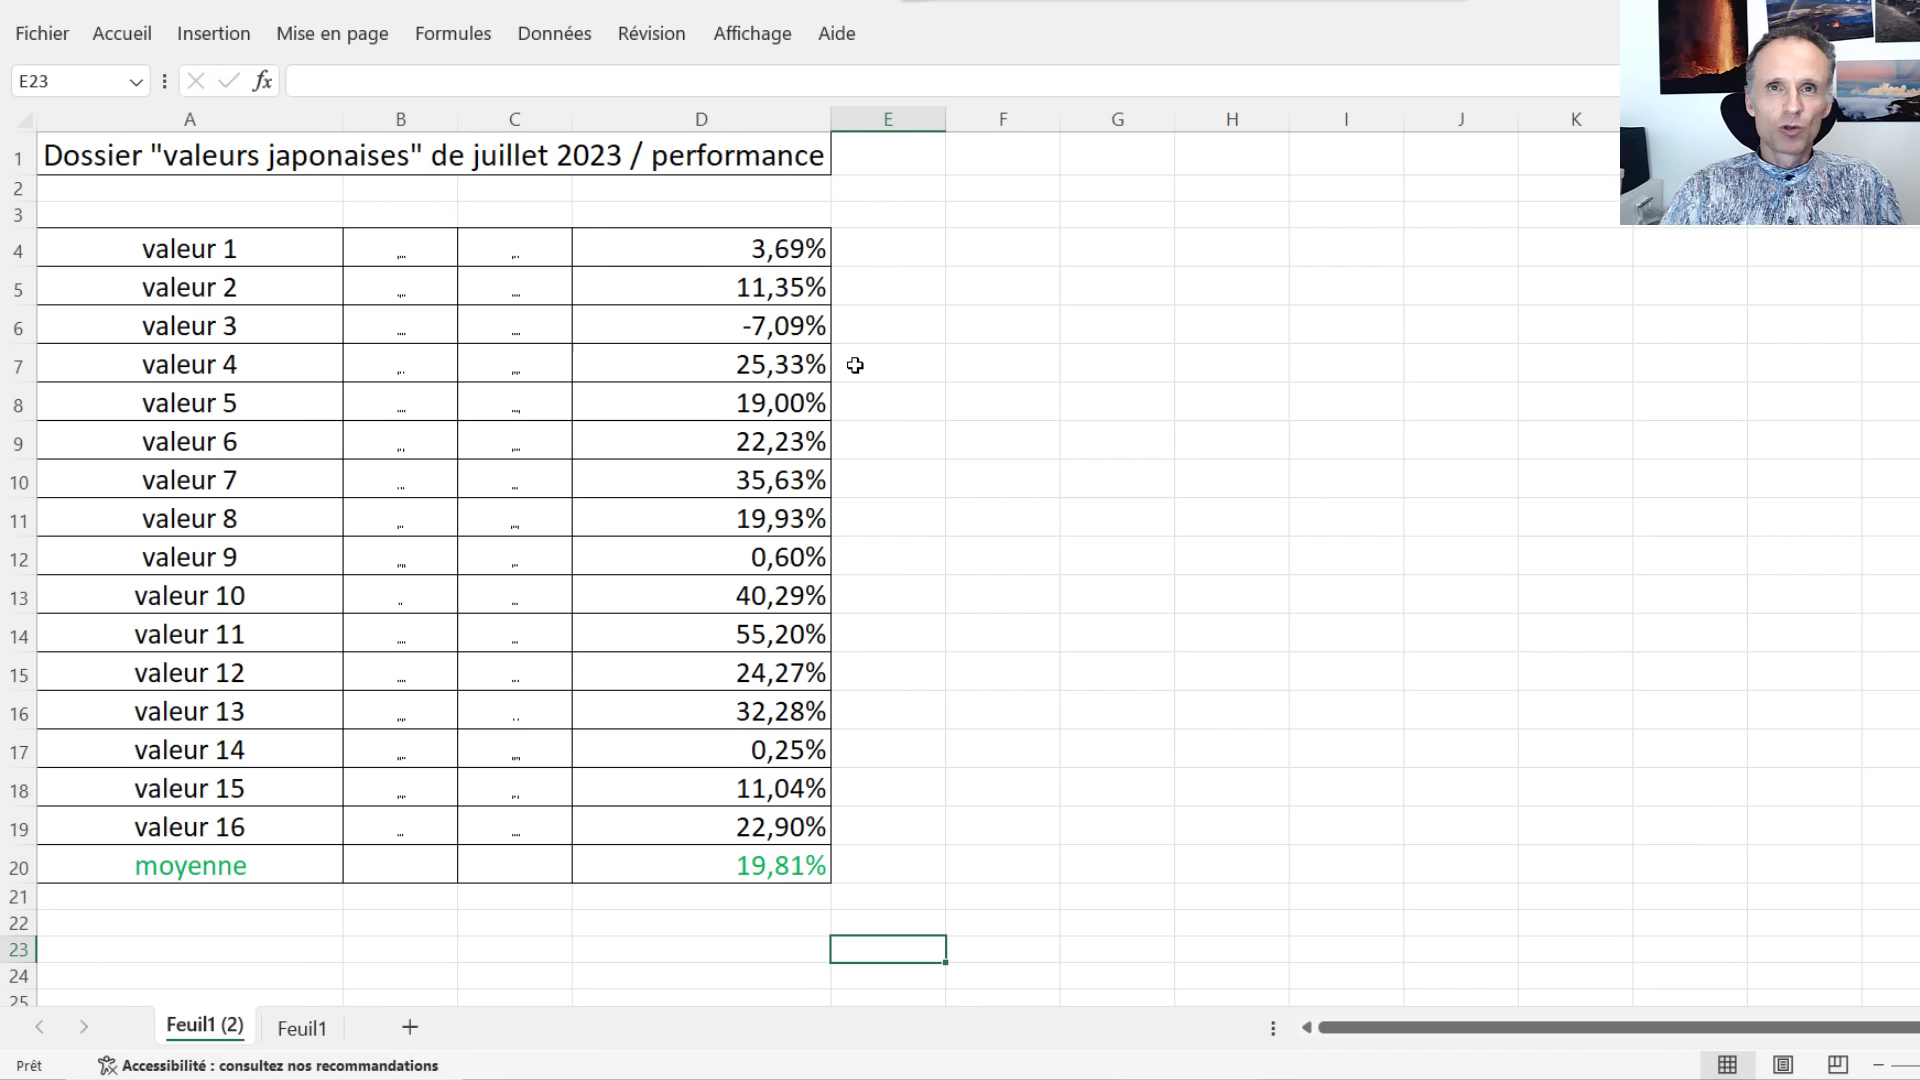 Fichier Accueil Insertion Mise en page Formules Données Révision Affichage Aide
E23 fx
A B C D E F G H I J K
1 Dossier "valeurs japonaises" de juillet 2023 / performance
2
3
4 valeur 1 3,69%
5 valeur 2 11,35%
6 valeur 3 -7,09%
7 valeur 4 25,33%
8 valeur 5 19,00%
9 valeur 6 22,23%
10 valeur 7 35,63%
11 valeur 8 19,93%
12 valeur 9 0,60%
13 valeur 10 40,29%
14 valeur 11 55,20%
15 valeur 12 24,27%
16 valeur 13 32,28%
17 valeur 14 0,25%
18 valeur 15 11,04%
19 valeur 16 22,90%
20 moyenne 19,81%
21
22
23
24
25
Feuil1 (2) Feuil1 +
Prêt Accessibilité : consultez nos recommandations